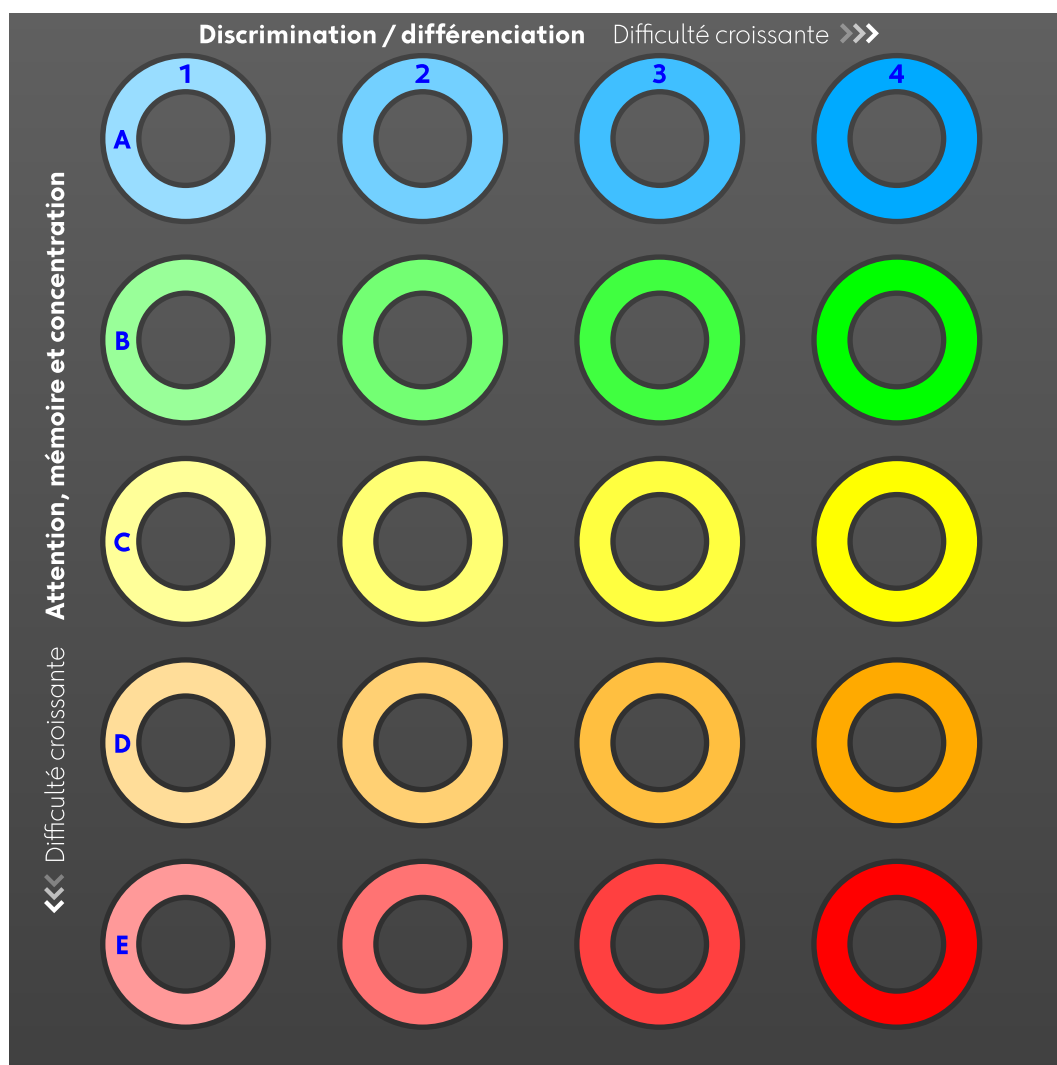 Discrimination / différenciation Difficulté croissante
1 2 3 4
A
B
C
D
E
Attention, mémoire et concentration Difficulté croissante